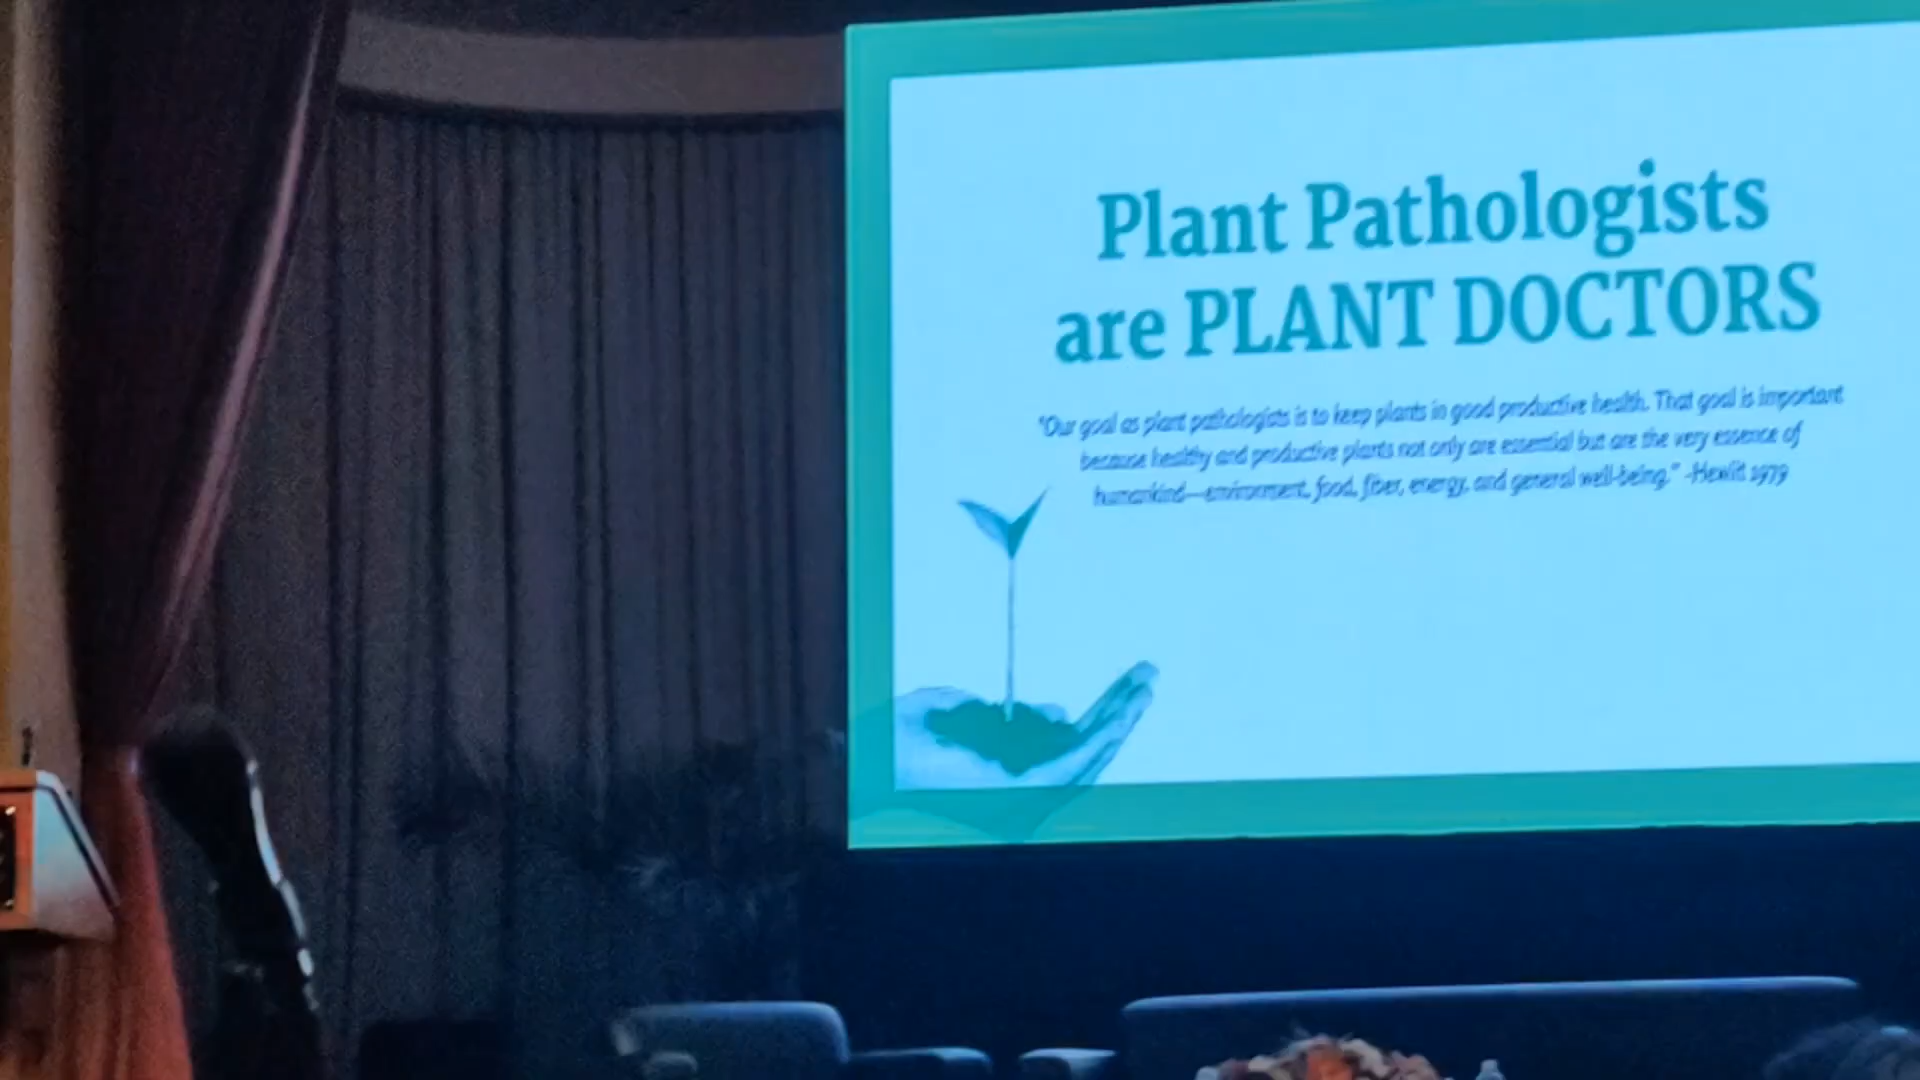 Plant Pathologists
are PLANT DOCTORS
"Our goal as plant pathologists is to keep plants in good productive health. That goal is important
because healthy and productive plants not only are essential but are the very essence of
humankind—environment, food, fiber, energy, and general well-being." -Hewitt 1979